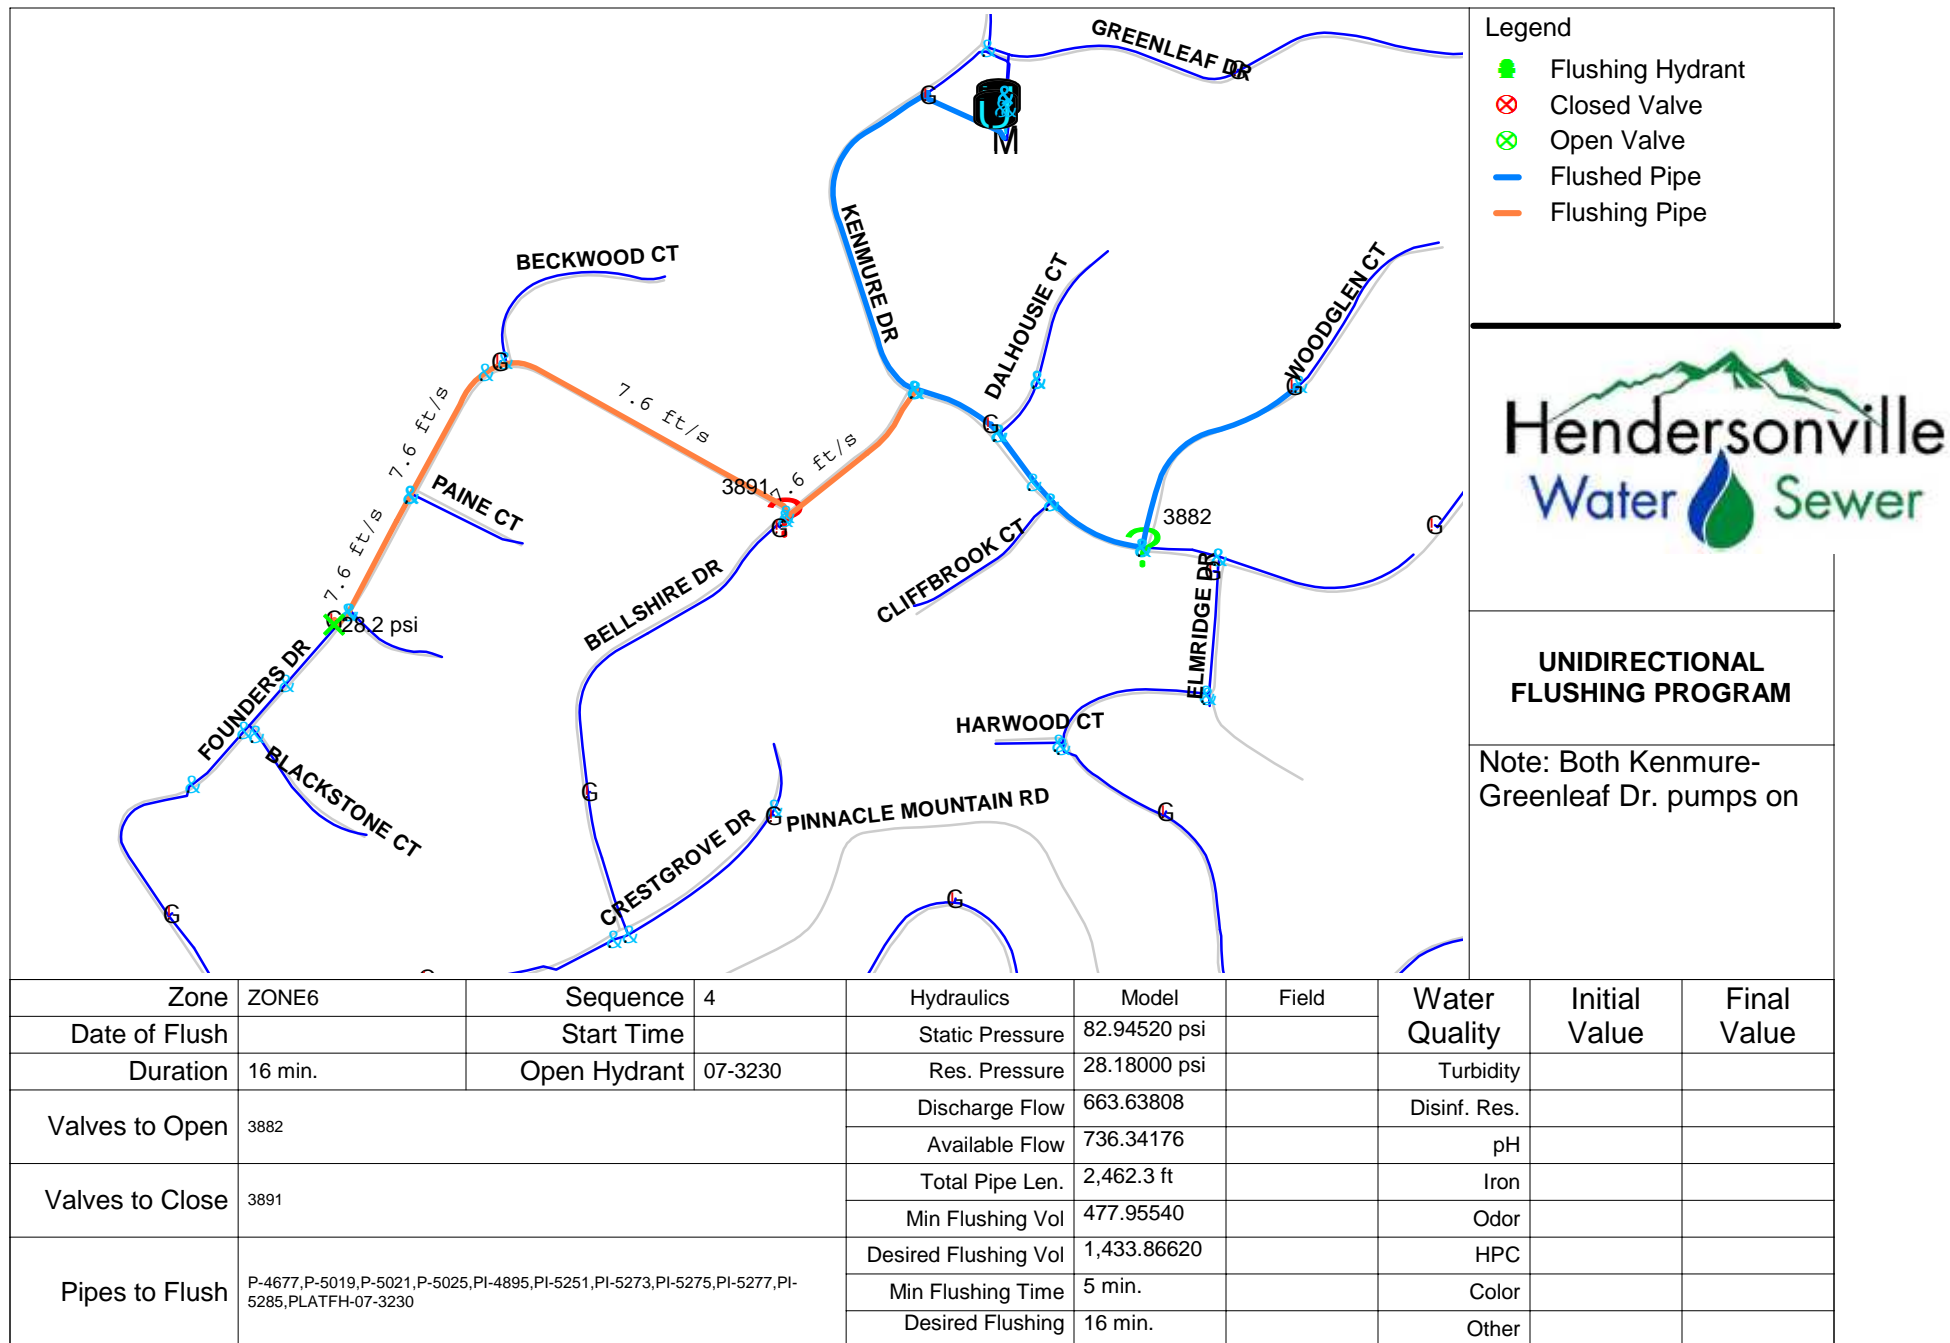 GREENLEAF DR
KENMURE DR
BECKWOOD CT
DALHOUSIE CT
WOODGLEN CT
7.6 ft/s
7.6 ft/s
7.6 ft/s
7.6 ft/s
3891
3882
PAINE CT
BELLSHIRE DR
CLIFFBROOK CT
ELMRIDGE DR
28.2 psi
FOUNDERS DR
BLACKSTONE CT
HARWOOD CT
CRESTGROVE DR
PINNACLE MOUNTAIN RD
M
Legend
Flushing Hydrant
Closed Valve
Open Valve
Flushed Pipe
Flushing Pipe
Hendersonville
Water Sewer
UNIDIRECTIONAL
FLUSHING PROGRAM
Note: Both Kenmure-
Greenleaf Dr. pumps on
Zone ZONE6 Sequence 4
Date of Flush Start Time
Duration 16 min. Open Hydrant 07-3230
Valves to Open 3882
Valves to Close 3891
Pipes to Flush P-4677,P-5019,P-5021,P-5025,PI-4895,PI-5251,PI-5273,PI-5275,PI-5277,PI-
5285,PLATFH-07-3230
Hydraulics Model Field
Static Pressure 82.94520 psi
Res. Pressure 28.18000 psi
Discharge Flow 663.63808
Available Flow 736.34176
Total Pipe Len. 2,462.3 ft
Min Flushing Vol 477.95540
Desired Flushing Vol 1,433.86620
Min Flushing Time 5 min.
Desired Flushing 16 min.
Water Quality Initial Value Final Value
Turbidity
Disinf. Res.
pH
Iron
Odor
HPC
Color
Other